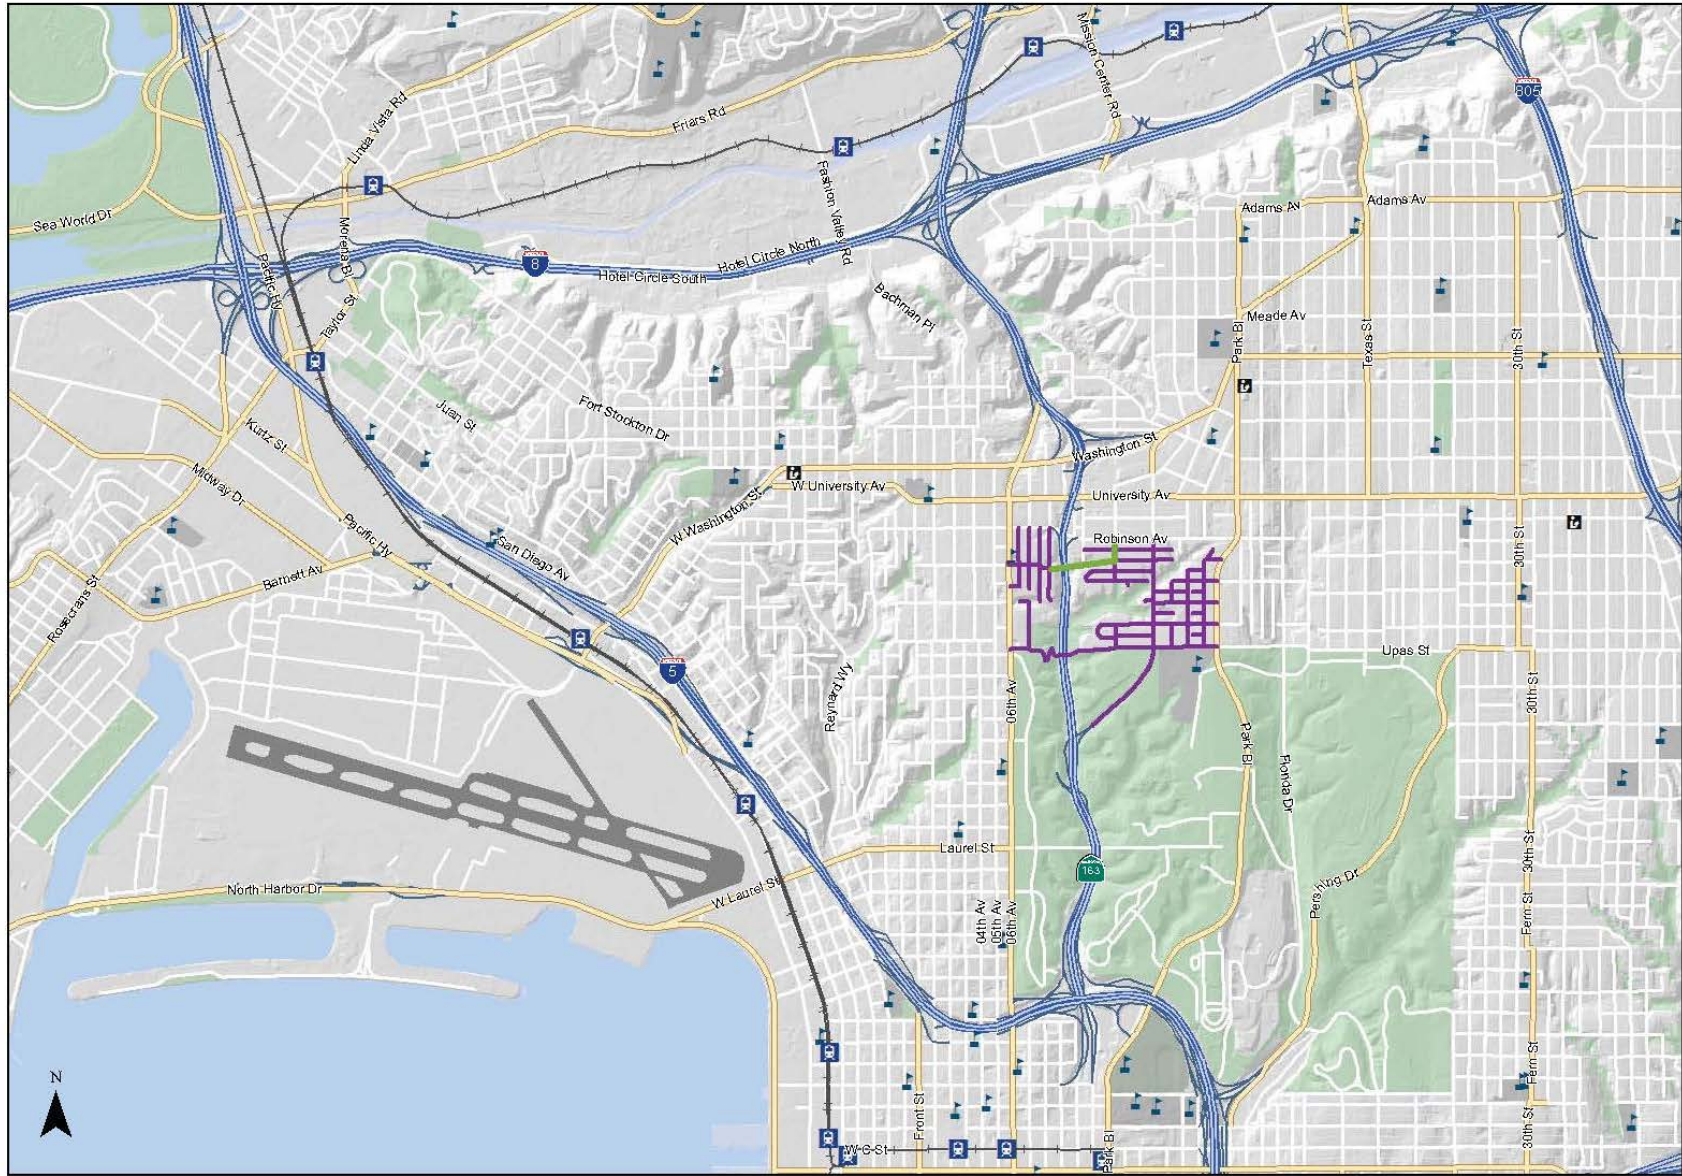 Mission Center Rd
805
Linda Vista Rd
Friars Rd
Fashion Valley Rd
Sea World Dr
Morena Bl
Adams Av
Adams Av
Pacific Hy
8
Hotel Circle North
Hotel Circle South
Taylor St
Bachman Pl
Meade Av
Park Bl
Texas St
30th St
Juan St
Fort Stockton Dr
Kurtz St
Washington St
Midway Dr
W University Av
University Av
W Washington St
Pacific Hy
San Diego Av
Robinson Av
30th St
Barnett Av
Rosecrans St
5
Upas St
Reynard Wy
06th Av
30th St
Park Bl
Florida Dr
Laurel St
163
30th St
North Harbor Dr
W Laurel St
Pershing Dr
04th Av
05th Av
06th Av
Fern St
Fern St
N
Front St
Park Bl
30th St
W C St